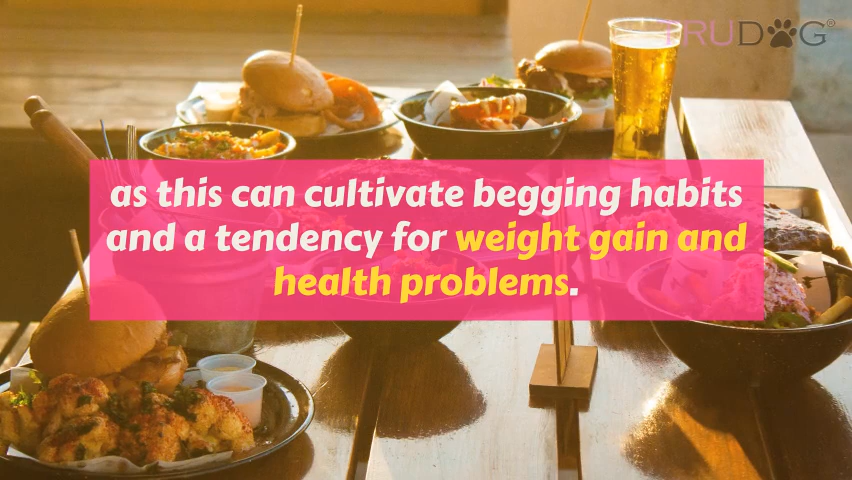 TRUDOG®
as this can cultivate begging habits
and a tendency for weight gain and
health problems.